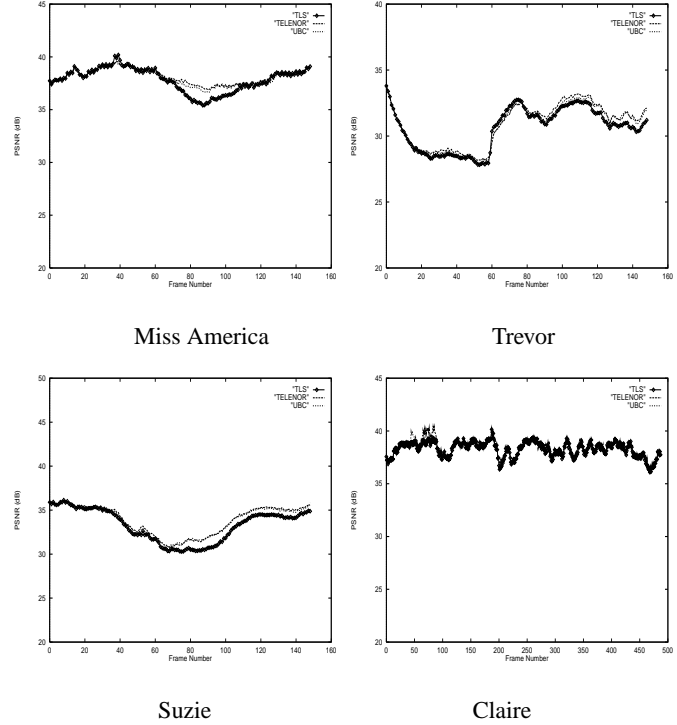 45
40
35
30
25
20
0 20 40 60 80 100 120 140 160
PSNR (dB)
Frame Number
"TLS"
"TELENOR"
"UBC"
Miss America
40
35
30
25
20
0 20 40 60 80 100 120 140 160
PSNR (dB)
Frame Number
"TLS"
"TELENOR"
"UBC"
Trevor
50
45
40
35
30
25
20
0 20 40 60 80 100 120 140 160
PSNR (dB)
Frame Number
"TLS"
"TELENOR"
"UBC"
Suzie
45
40
35
30
25
20
0 50 100 150 200 250 300 350 400 450 500
PSNR (dB)
Frame Number
"TLS"
"TELENOR"
"UBC"
Claire